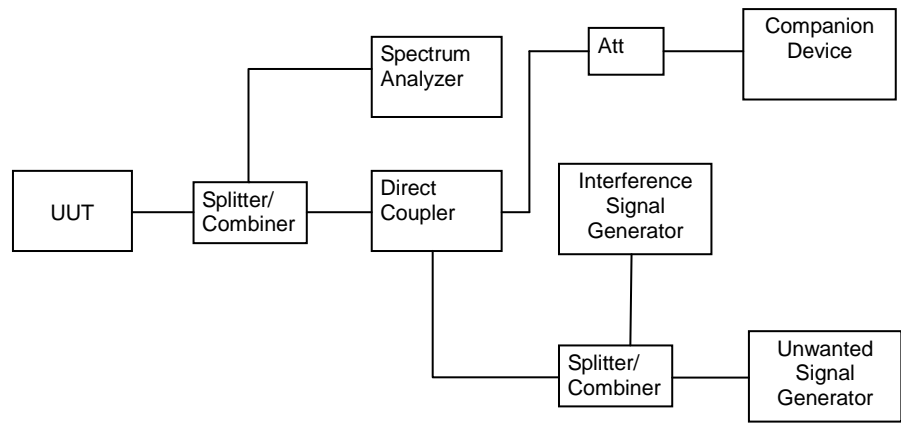 Companion
Device
Att
Spectrum
Analyzer
UUT
Splitter/
Combiner
Direct
Coupler
Interference
Signal
Generator
Splitter/
Combiner
Unwanted
Signal
Generator